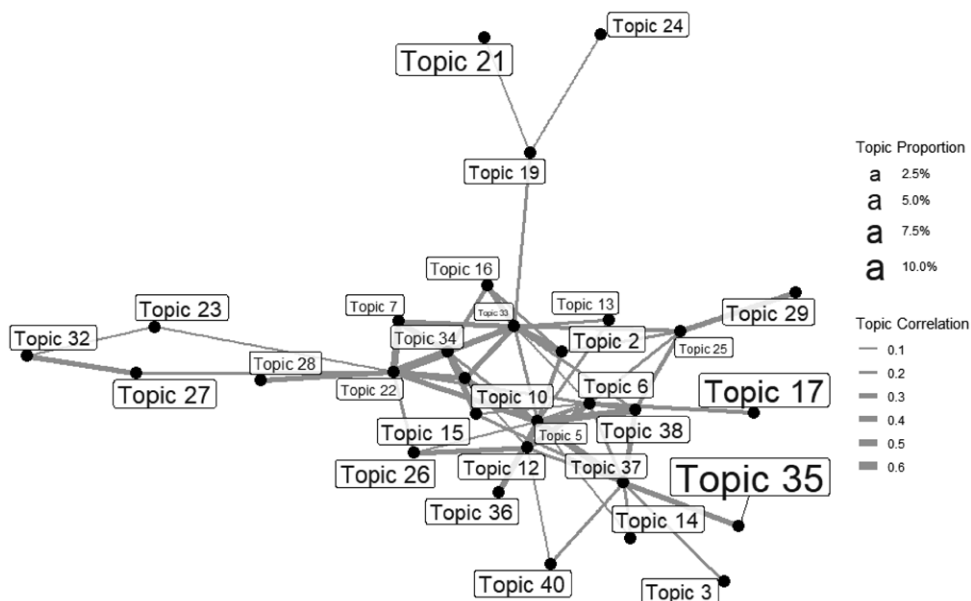 Topic 24
Topic 21
Topic 19
Topic Proportion
a 2.5%
a 5.0%
a 7.5%
a 10.0%
Topic 16
Topic 7
Topic 33
Topic 13
Topic 29
Topic 23
Topic 32
Topic 34
Topic 2
Topic 25
Topic Correlation
0.1
0.2
0.3
0.4
0.5
0.6
Topic 28
Topic 27
Topic 22
Topic 10
Topic 6
Topic 17
Topic 15
Topic 5
Topic 38
Topic 26
Topic 12
Topic 37
Topic 35
Topic 36
Topic 14
Topic 40
Topic 3